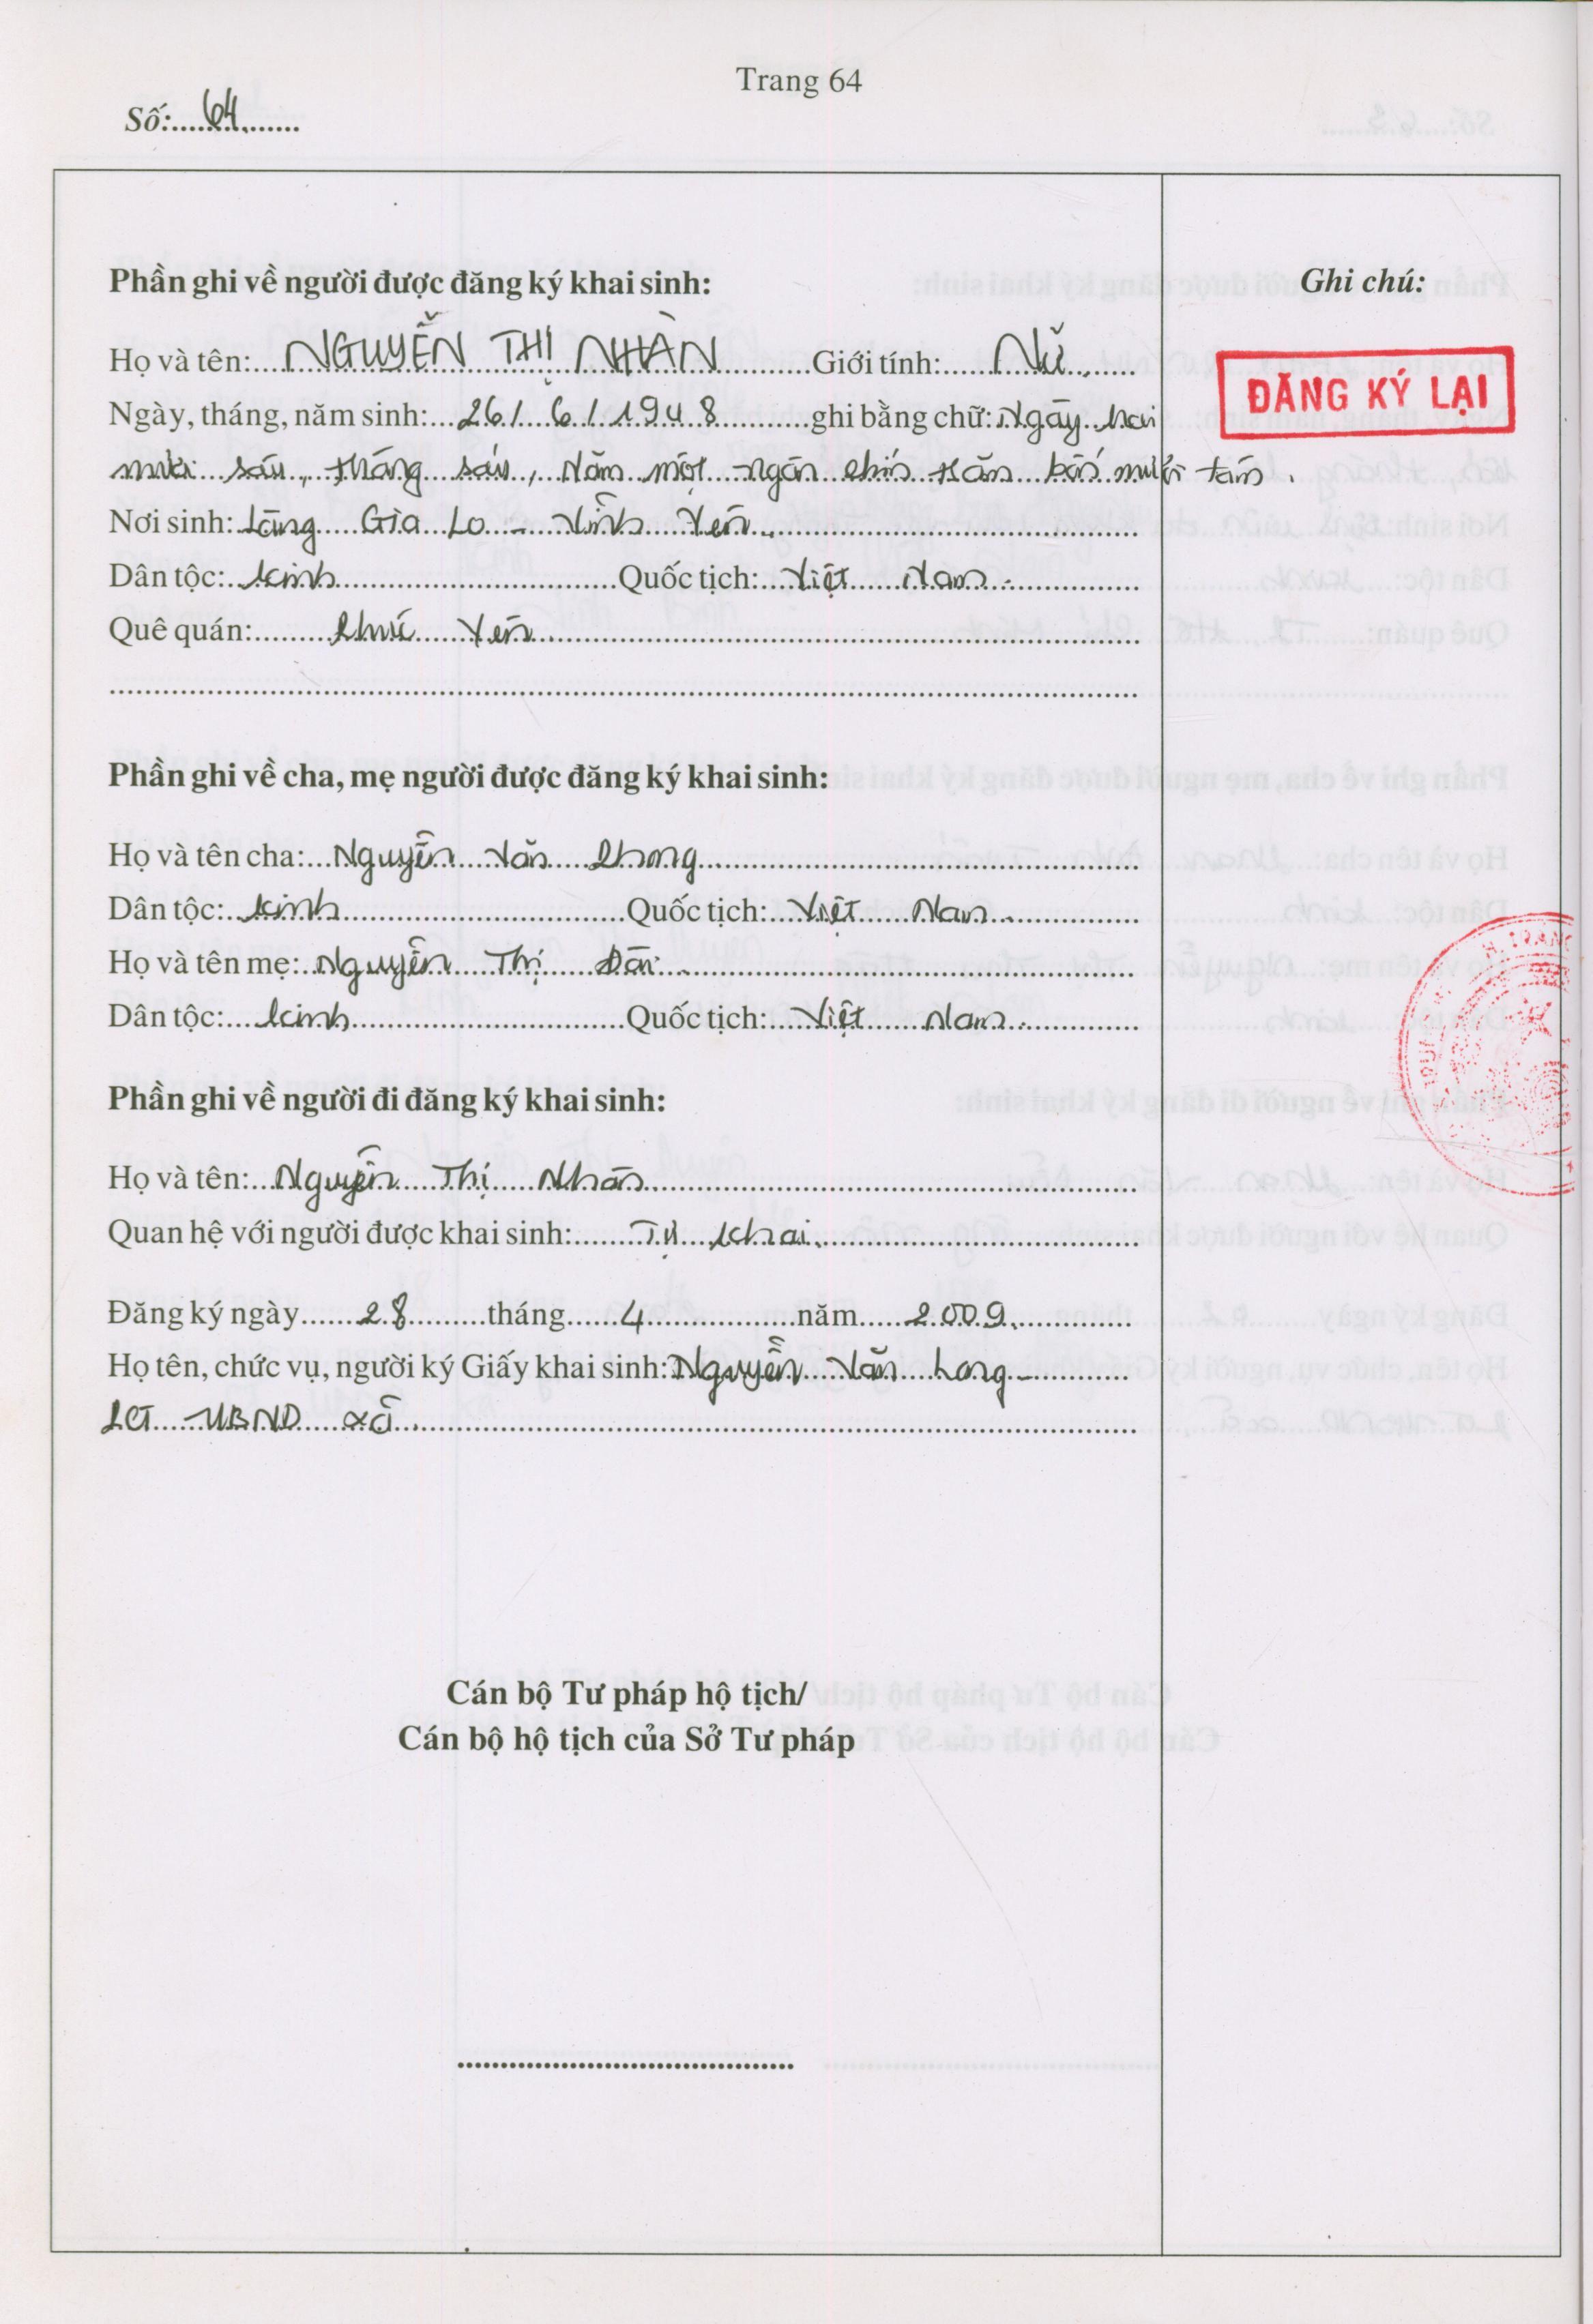 Trang 64
Số: 64
Phần ghi về người được đăng ký khai sinh:
Ghi chú:
Họ và tên: NGUYỄN THỊ NHÀN Giới tính: Nữ
ĐĂNG KÝ LẠI
Ngày, tháng, năm sinh: 26/6/1948 ghi bằng chữ: Ngày hai
mươi sáu, tháng sáu, Năm một ngàn chín trăm bốn mươi tám.
Nơi sinh: Làng Gia Lo - Vĩnh Yên.
Dân tộc: Kinh Quốc tịch: Việt Nam.
Quê quán: Phúc Yên
Phần ghi về cha, mẹ người được đăng ký khai sinh:
Họ và tên cha: Nguyễn Văn
Dân tộc: Kinh Quốc tịch: Việt Nam.
Họ và tên mẹ: Nguyễn Thị
Dân tộc: Kinh Quốc tịch: Việt Nam.
Phần ghi về người đi đăng ký khai sinh:
Họ và tên: Nguyễn Thị Nhàn
Quan hệ với người được khai sinh: Tự khai.
Đăng ký ngày 28 tháng 4 năm 2009.
Họ tên, chức vụ, người ký Giấy khai sinh: Nguyễn Văn Long -
PCT UBND xã.
Cán bộ Tư pháp hộ tịch/
Cán bộ hộ tịch của Sở Tư pháp